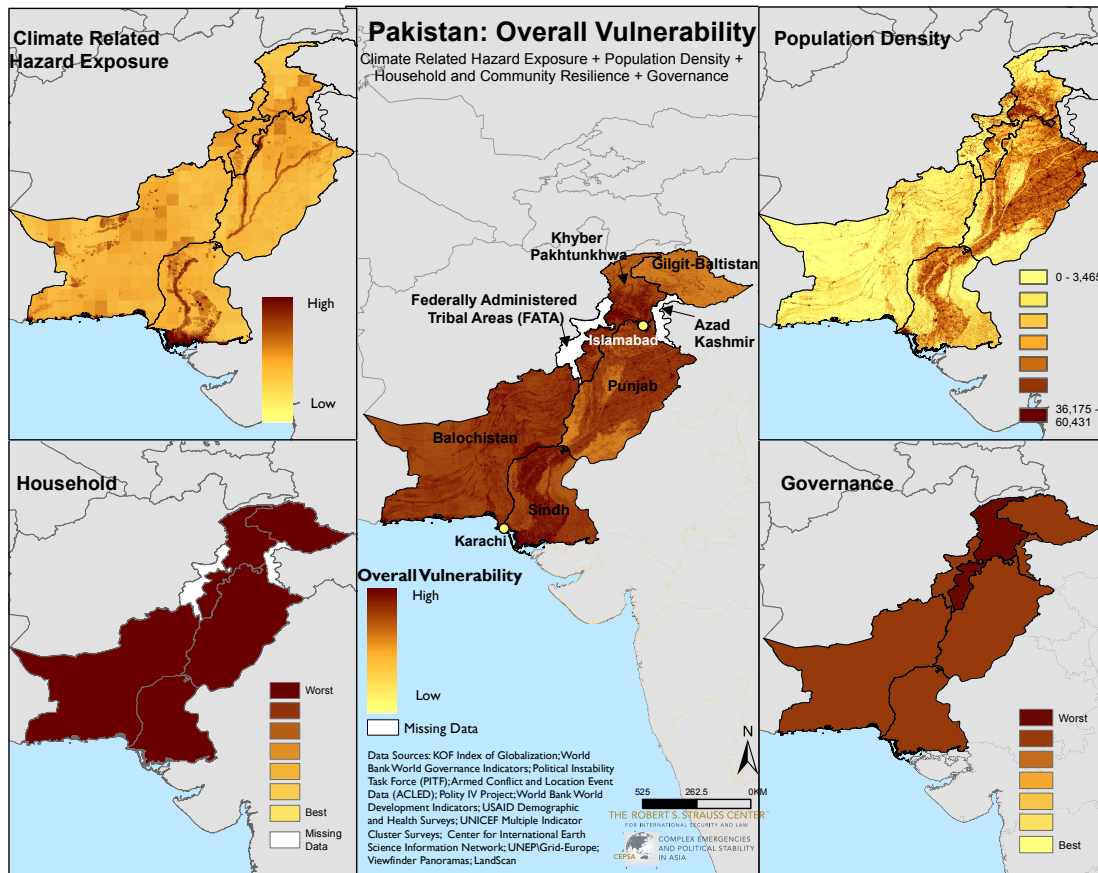 Climate Related
Hazard Exposure
High
Low
Pakistan: Overall Vulnerability
Climate Related Hazard Exposure + Population Density +
Household and Community Resilience + Governance
Khyber
Pakhtunkhwa
Gilgit-Baltistan
Federally Administered
Tribal Areas (FATA)
Azad
Kashmir
Islamabad
Punjab
Balochistan
Sindh
Karachi
Overall Vulnerability
High
Low
Missing Data
Data Sources: KOF Index of Globalization; World
Bank World Governance Indicators; Political Instability
Task Force (PITF); Armed Conflict and Location Event
Data (ACLED); Polity IV Project; World Bank World
Development Indicators; USAID Demographic
and Health Surveys; UNICEF Multiple Indicator
Cluster Surveys; Center for International Earth
Science Information Network; UNEP\Grid-Europe;
Viewfinder Panoramas; LandScan
N
525 262.5 0KM
THE ROBERT S. STRAUSS CENTER
FOR INTERNATIONAL SECURITY AND LAW
CEPSA
COMPLEX EMERGENCIES
AND POLITICAL STABILITY
IN ASIA
Population Density
0 - 3,465
36,175 -
60,431
Household
Worst
Best
Missing
Data
Governance
Worst
Best